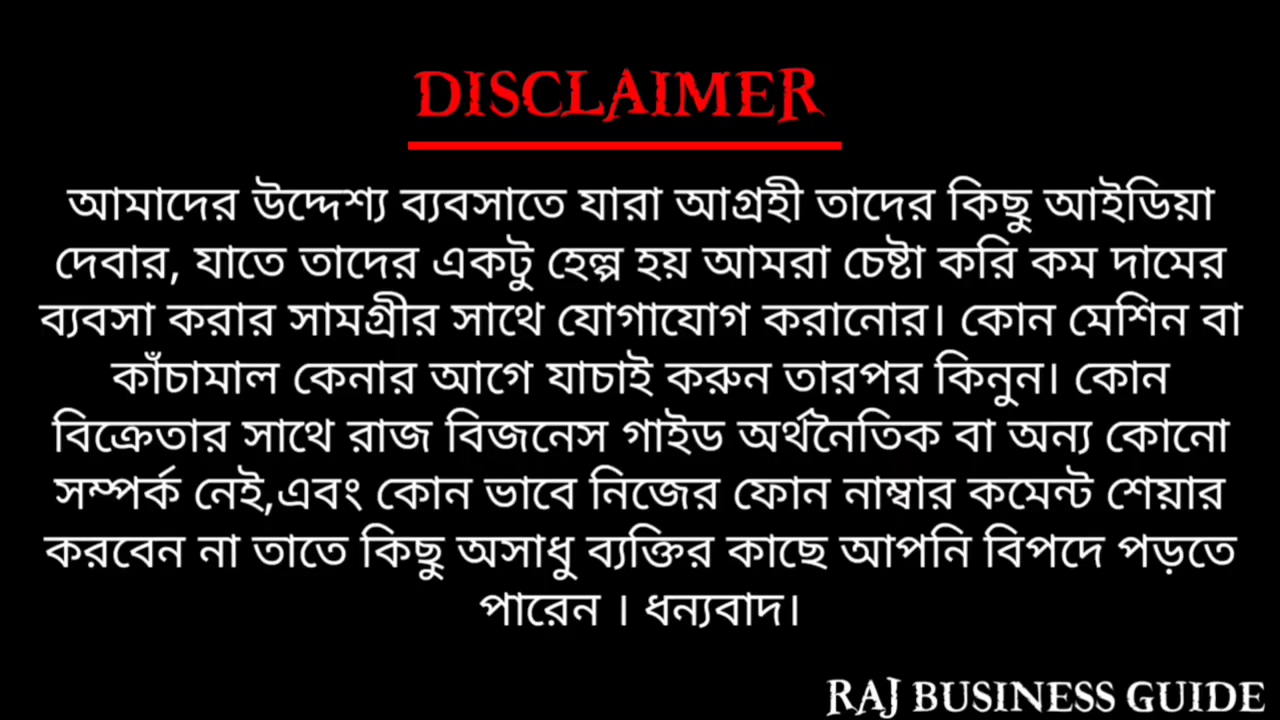 DISCLAIMER
আমাদের উদ্দেশ্য ব্যবসাতে যারা আগ্রহী তাদের কিছু আইডিয়া
দেবার, যাতে তাদের একটু হেল্প হয় আমরা চেষ্টা করি কম দামের
ব্যবসা করার সামগ্রীর সাথে যোগাযোগ করানোর। কোন মেশিন বা
কাঁচামাল কেনার আগে যাচাই করুন তারপর কিনুন। কোন
বিক্রেতার সাথে রাজ বিজনেস গাইড অর্থনৈতিক বা অন্য কোনো
সম্পর্ক নেই,এবং কোন ভাবে নিজের ফোন নাম্বার কমেন্ট শেয়ার
করবেন না তাতে কিছু অসাধু ব্যক্তির কাছে আপনি বিপদে পড়তে
পারেন । ধন্যবাদ।
RAJ BUSINESS GUIDE